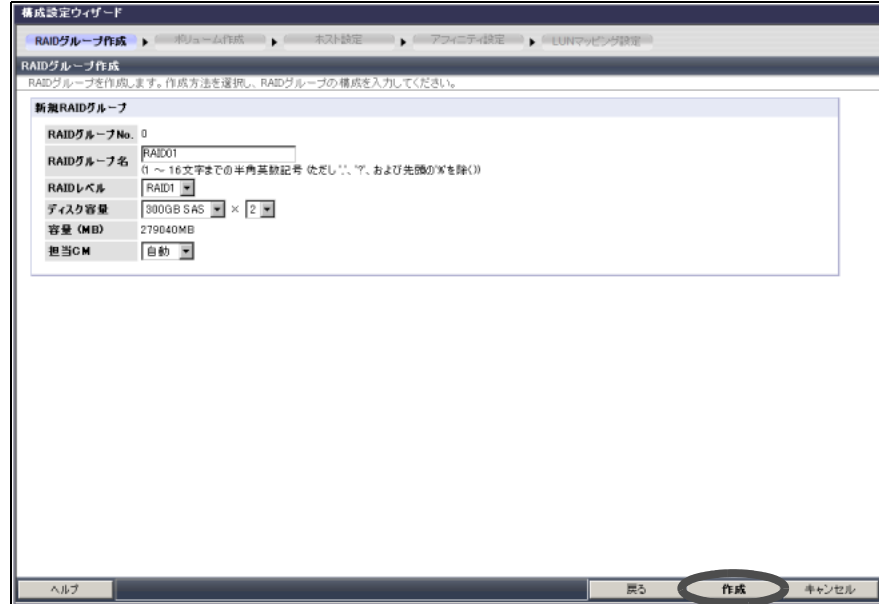 構成設定ウィザード
RAIDグループ作成 ボリューム作成 ホスト設定 アフィニティ設定 LUNマッピング設定
RAIDグループ作成
RAIDグループを作成します。作成方法を選択し、RAIDグループの構成を入力してください。
新規RAIDグループ
RAIDグループNo. 0
RAIDグループ名 RAID01
(1 ～ 16文字までの半角英数記号 (ただし','、'?'、および先頭の'%'を除く))
RAIDレベル RAID1
ディスク容量 300GB SAS × 2
容量 (MB) 279040MB
担当CM 自動
ヘルプ 戻る 作成 キャンセル